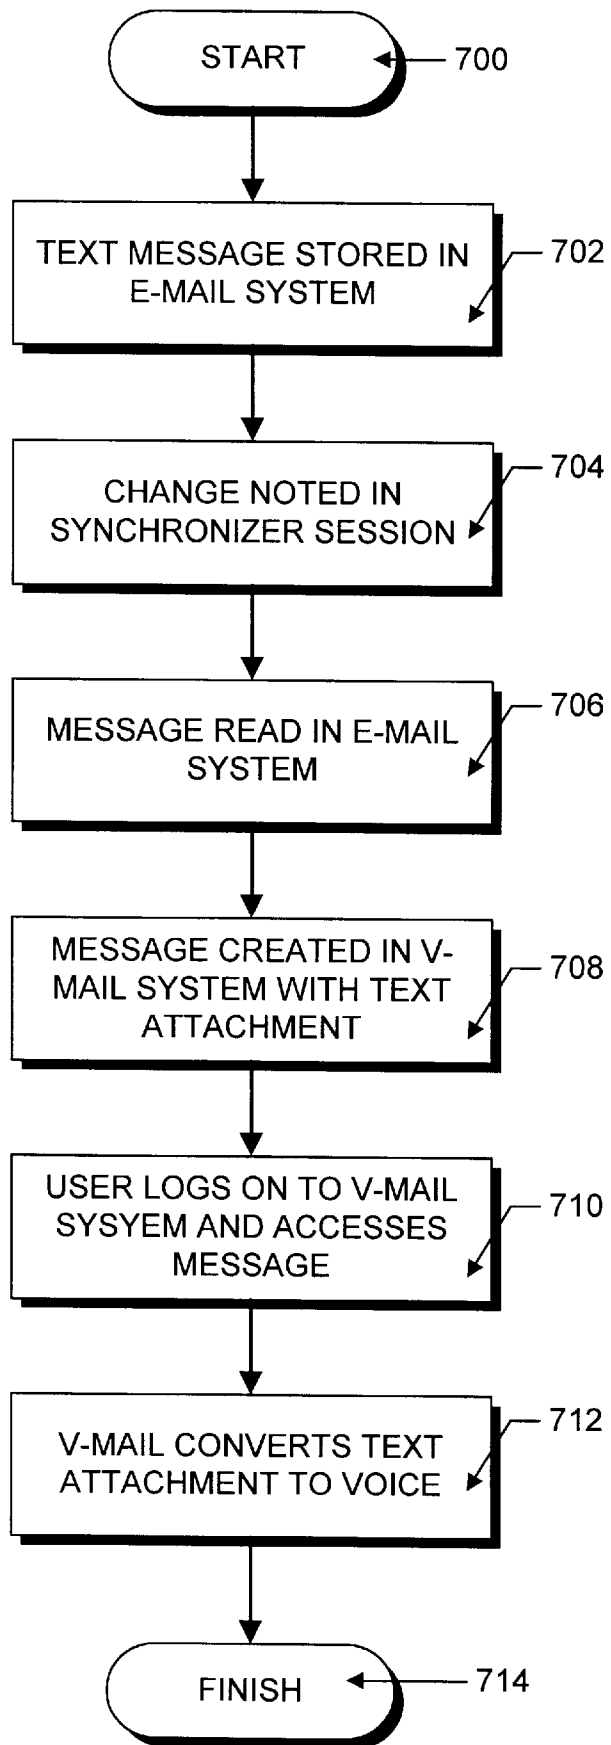 START
700
TEXT MESSAGE STORED IN
E-MAIL SYSTEM
702
CHANGE NOTED IN
SYNCHRONIZER SESSION
704
MESSAGE READ IN E-MAIL
SYSTEM
706
MESSAGE CREATED IN V-
MAIL SYSTEM WITH TEXT
ATTACHMENT
708
USER LOGS ON TO V-MAIL
SYSYEM AND ACCESSES
MESSAGE
710
V-MAIL CONVERTS TEXT
ATTACHMENT TO VOICE
712
FINISH
714